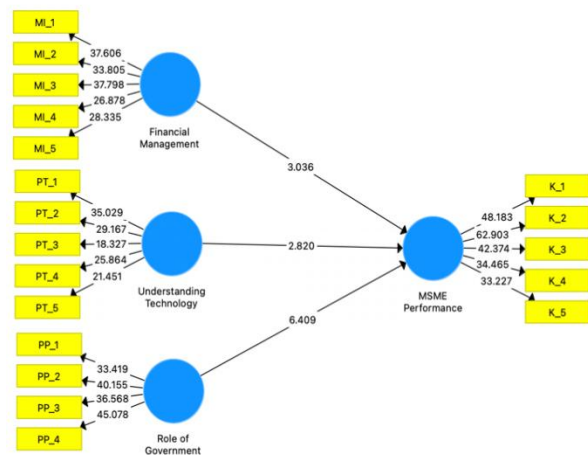 MI_1
MI_2
MI_3
MI_4
MI_5
37.606
33.805
37.798
26.878
28.335
Financial
Management
3.036
PT_1
PT_2
PT_3
PT_4
PT_5
35.029
29.167
18.327
25.864
21.451
Understanding
Technology
2.820
PP_1
PP_2
PP_3
PP_4
33.419
40.155
36.568
45.078
Role of
Government
6.409
MSME
Performance
48.183
62.903
42.374
34.465
33.227
K_1
K_2
K_3
K_4
K_5